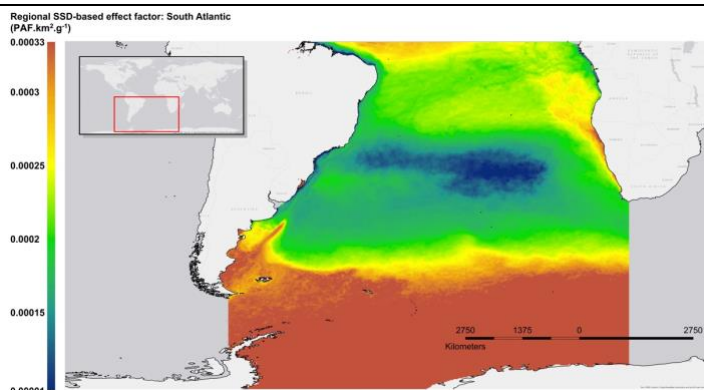 Regional SSD-based effect factor: South Atlantic
(PAF.km².g⁻¹)
0.00033
0.0003
0.00025
0.0002
0.00015
2750 1375 0 2750
Kilometers